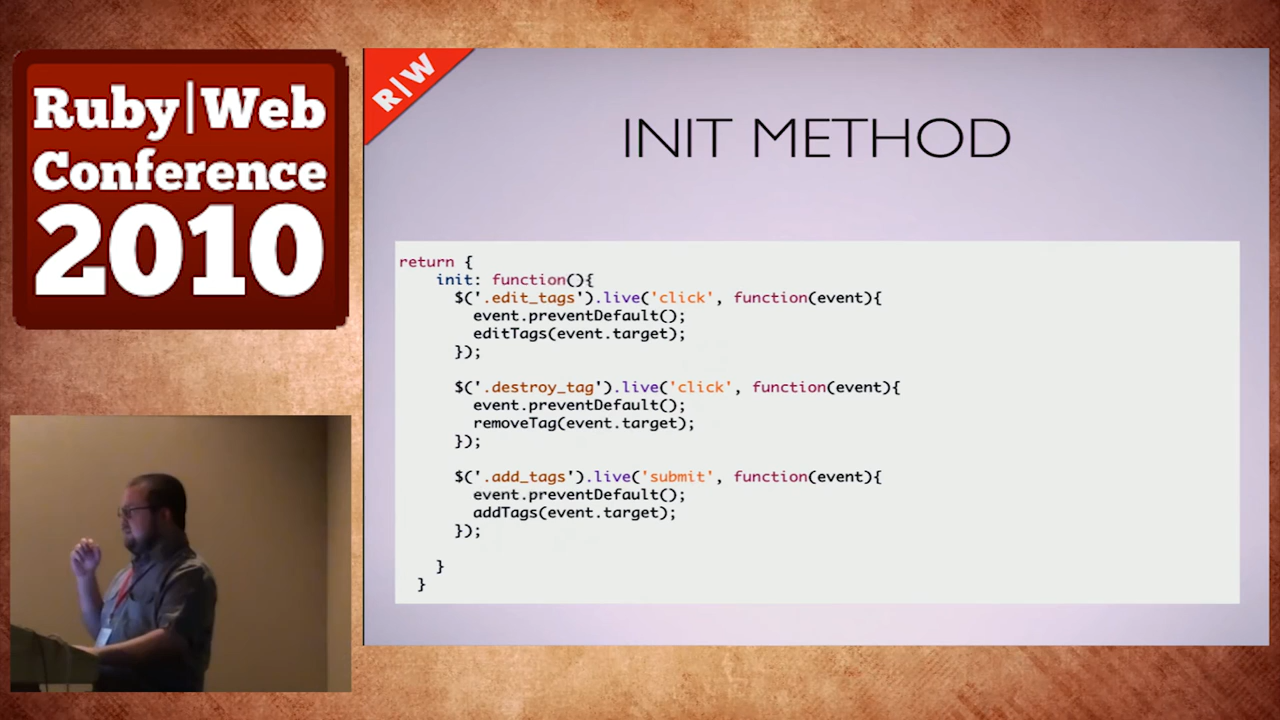 Ruby|Web
Conference
2010
R|W
INIT METHOD
return {
    init: function(){
      $('.edit_tags').live('click', function(event){
        event.preventDefault();
        editTags(event.target);
      });

      $('.destroy_tag').live('click', function(event){
        event.preventDefault();
        removeTag(event.target);
      });

      $('.add_tags').live('submit', function(event){
        event.preventDefault();
        addTags(event.target);
      });

    }
  }